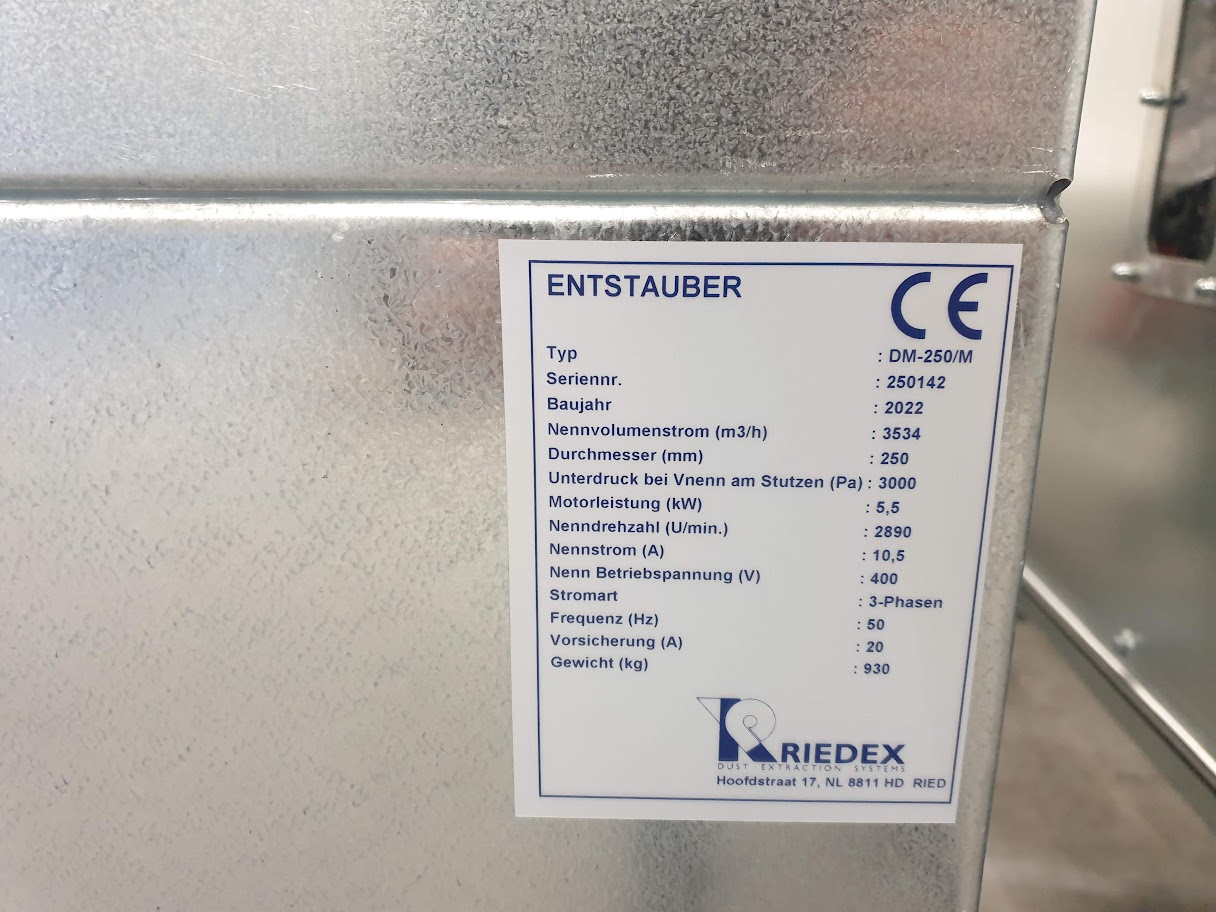 ENTSTAUBER CE
Typ : DM-250/M
Seriennr. : 250142
Baujahr : 2022
Nennvolumenstrom (m3/h) : 3534
Durchmesser (mm) : 250
Unterdruck bei Vnenn am Stutzen (Pa) : 3000
Motorleistung (kW) : 5,5
Nenndrehzahl (U/min.) : 2890
Nennstrom (A) : 10,5
Nenn Betriebspannung (V) : 400
Stromart : 3-Phasen
Frequenz (Hz) : 50
Vorsicherung (A) : 20
Gewicht (kg) : 930
RIEDEX
DUST EXTRACTION SYSTEMS
Hoofdstraat 17, NL 8811 HD RIED